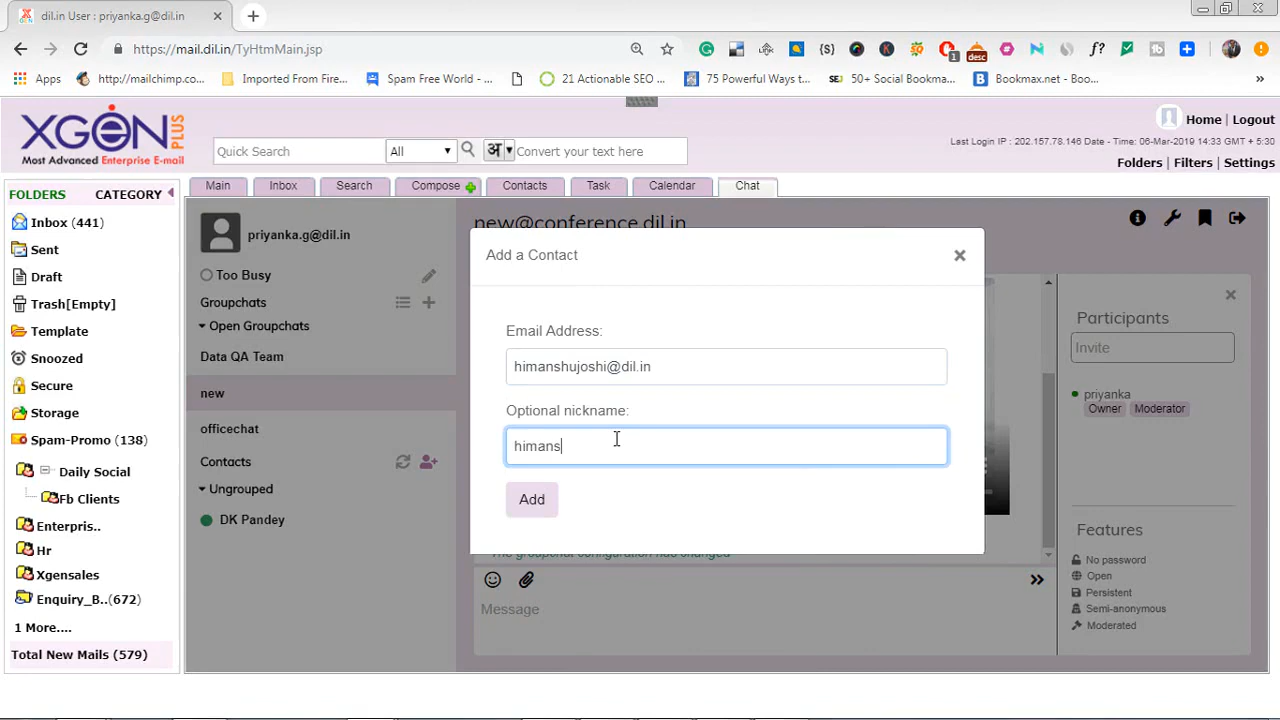 dil.in User : priyanka.g@dil.in
https://mail.dil.in/TyHtmMain.jsp
Apps
http://mailchimp.co...
Imported From Fire...
Spam Free World - ...
21 Actionable SEO ...
75 Powerful Ways t...
50+ Social Bookma...
Bookmax.net - Boo...
XGEN PLUS
Most Advanced Enterprise E-mail
Quick Search
All
अ
Convert your text here
Home | Logout
Last Login IP : 202.157.78.146 Date - Time: 06-Mar-2019 14:33 GMT + 5:30
Folders | Filters | Settings
FOLDERS
CATEGORY
Main
Inbox
Search
Compose
Contacts
Task
Calendar
Chat
Inbox (441)
Sent
Draft
Trash[Empty]
Template
Snoozed
Secure
Storage
Spam-Promo (138)
Daily Social
Fb Clients
Enterpris..
Hr
Xgensales
Enquiry_B..(672)
1 More....
Total New Mails (579)
priyanka.g@dil.in
Too Busy
Groupchats
Open Groupchats
Data QA Team
new
officechat
Contacts
Ungrouped
DK Pandey
new@conference.dil.in
Add a Contact
Email Address:
himanshujoshi@dil.in
Optional nickname:
himans
Add
The groupchat configuration has changed
Message
Participants
Invite
priyanka
Owner
Moderator
Features
No password
Open
Persistent
Semi-anonymous
Moderated